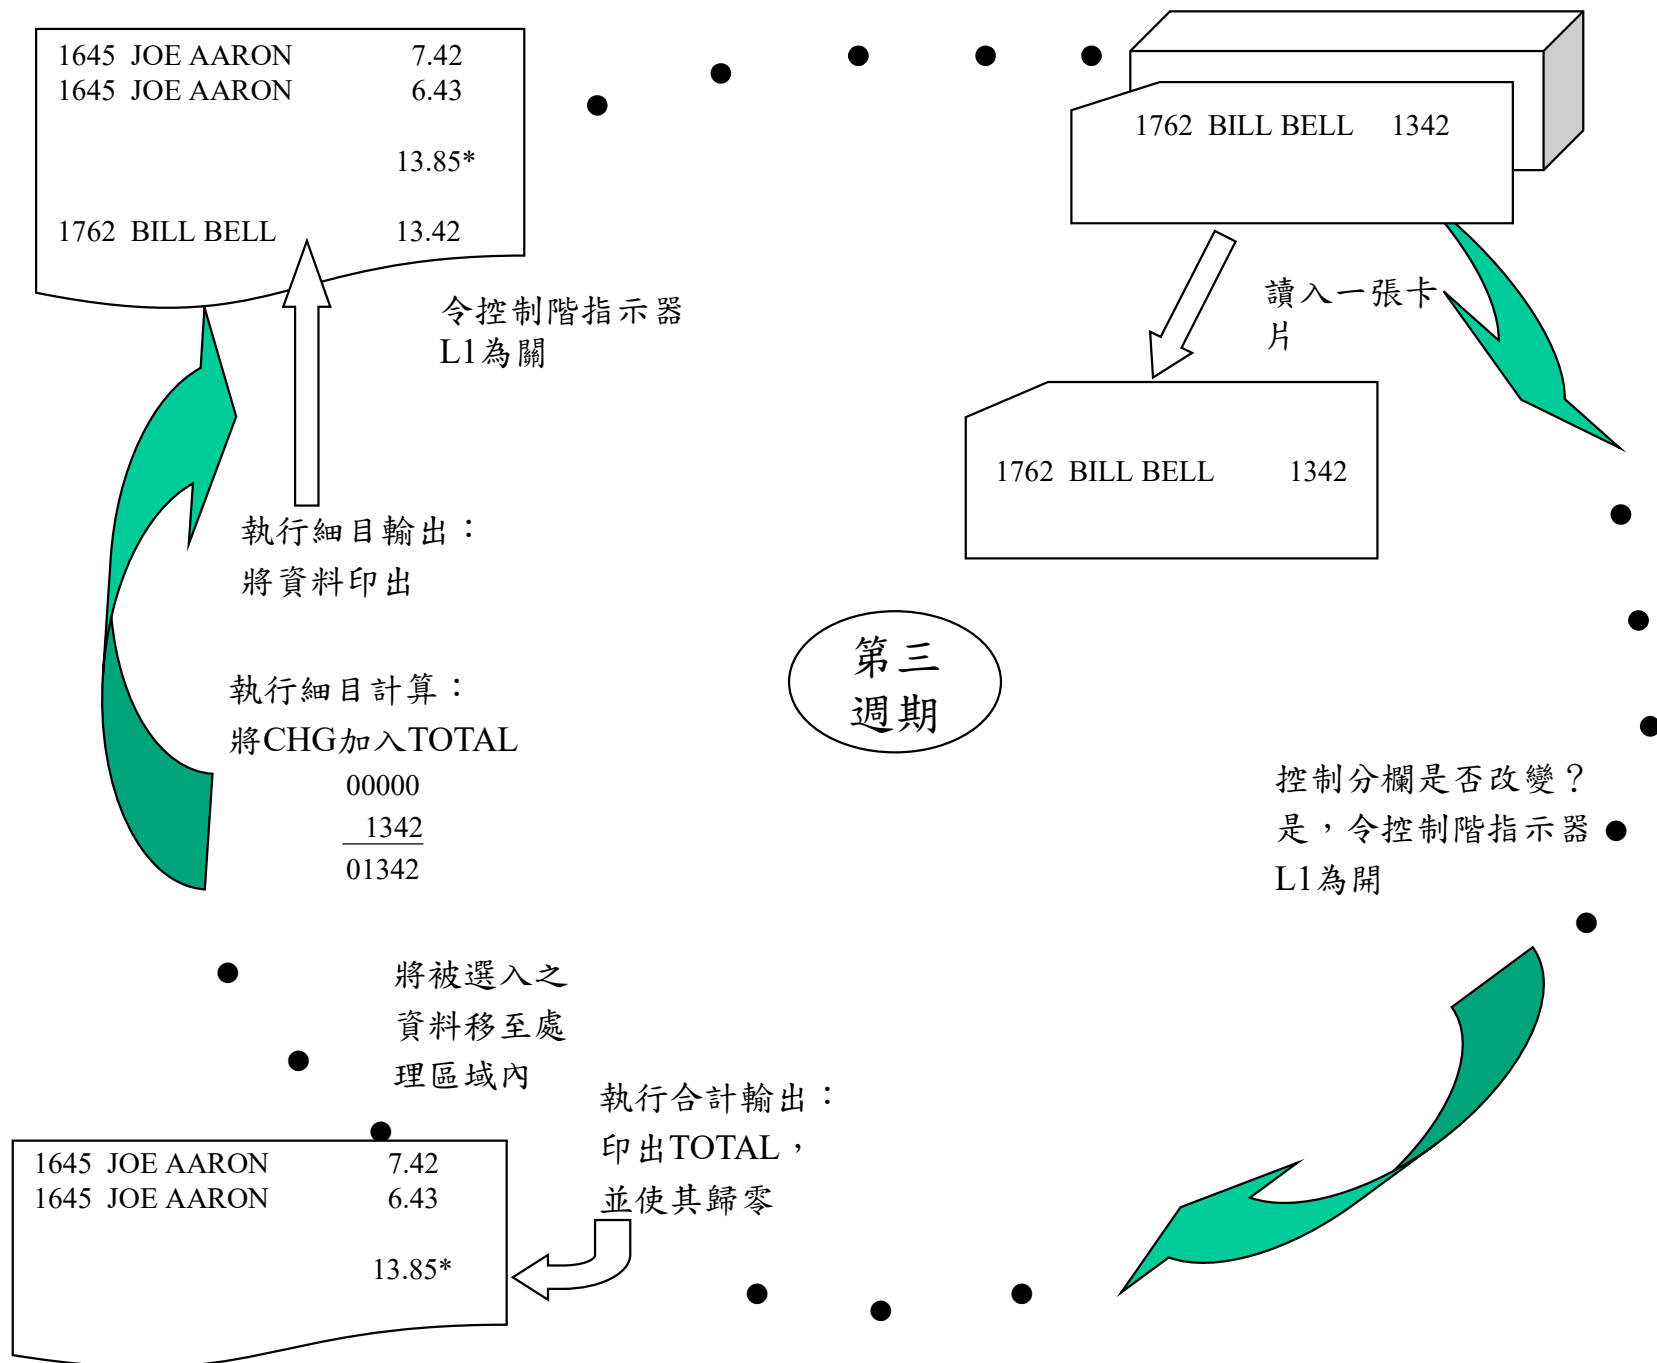 1645 JOE AARON 7.42
1645 JOE AARON 6.43
13.85*
1762 BILL BELL 13.42
1762 BILL BELL 1342
令控制階指示器
L1為關
讀入一張卡
片
1762 BILL BELL 1342
執行細目輸出：
將資料印出
第三
週期
執行細目計算：
將CHG加入TOTAL
00000
1342
01342
控制分欄是否改變？
是，令控制階指示器
L1為開
將被選入之
資料移至處
理區域內
執行合計輸出：
印出TOTAL，
並使其歸零
1645 JOE AARON 7.42
1645 JOE AARON 6.43
13.85*